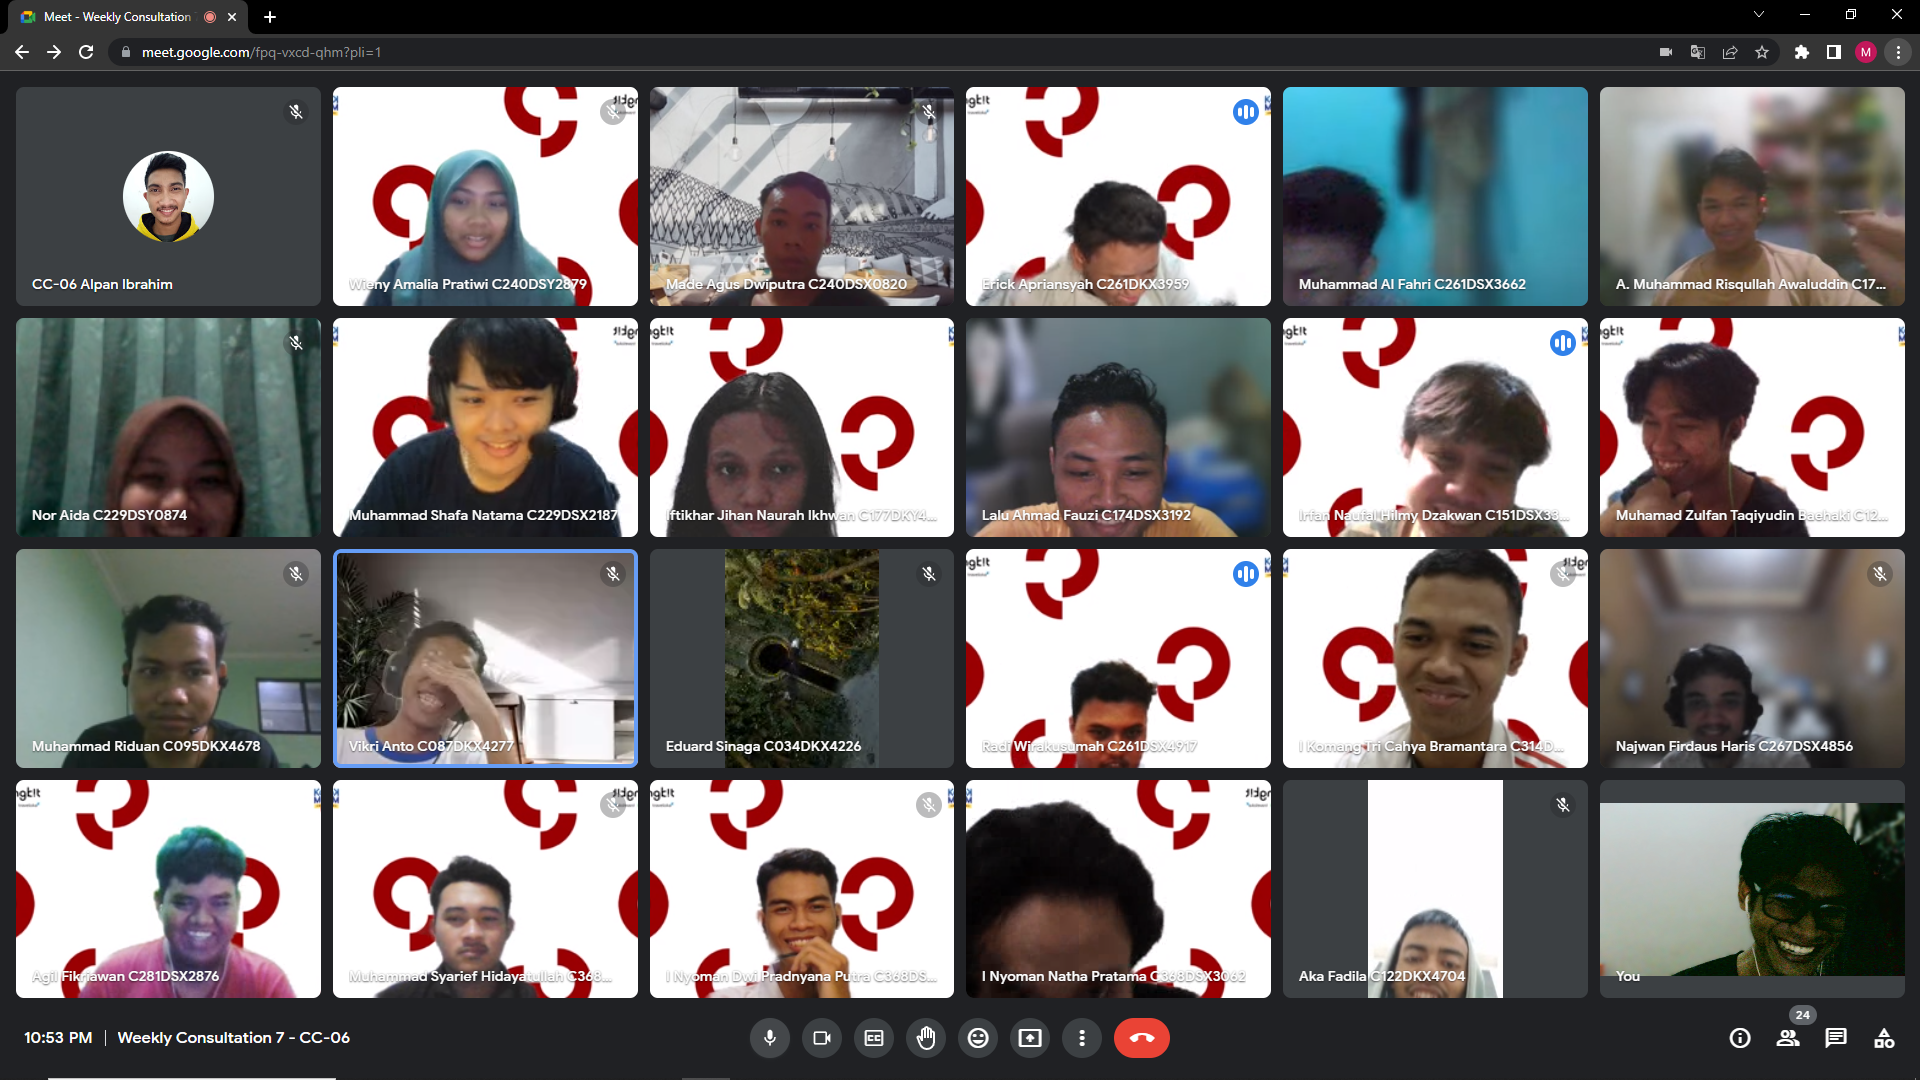 Meet - Weekly Consultation
meet.google.com/fpq-vxcd-qhm?pli=1
M
CC-06 Alpan Ibrahim
Wieny Amalia Pratiwi C240DSY2879
Made Agus Dwiputra C240DSX0820
Erick Apriansyah C261DKX3959
Muhammad Al Fahri C261DSX3662
A. Muhammad Risqullah Awaluddin C17...
Nor Aida C229DSY0874
Muhammad Shafa Natama C229DSX2187
Iftikhar Jihan Naurah Ikhwan C177DKY4...
Lalu Ahmad Fauzi C174DSX3192
Irfan Naufal Hilmy Dzakwan C151DSX33...
Muhamad Zulfan Taqiyudin Baehaki C12...
Muhammad Riduan C095DKX4678
Vikri Anto C087DKX4277
Eduard Sinaga C034DKX4226
Radi Wirakusumah C261DSX4917
I Komang Tri Cahya Bramantara C314D...
Najwan Firdaus Haris C267DSX4856
Agil Fikriawan C281DSX2876
Muhammad Syarief Hidayatullah C368...
I Nyoman Dwi Pradnyana Putra C368DS...
I Nyoman Natha Pratama C368DSX3062
Aka Fadila C122DKX4704
You
10:53 PM | Weekly Consultation 7 - CC-06
24